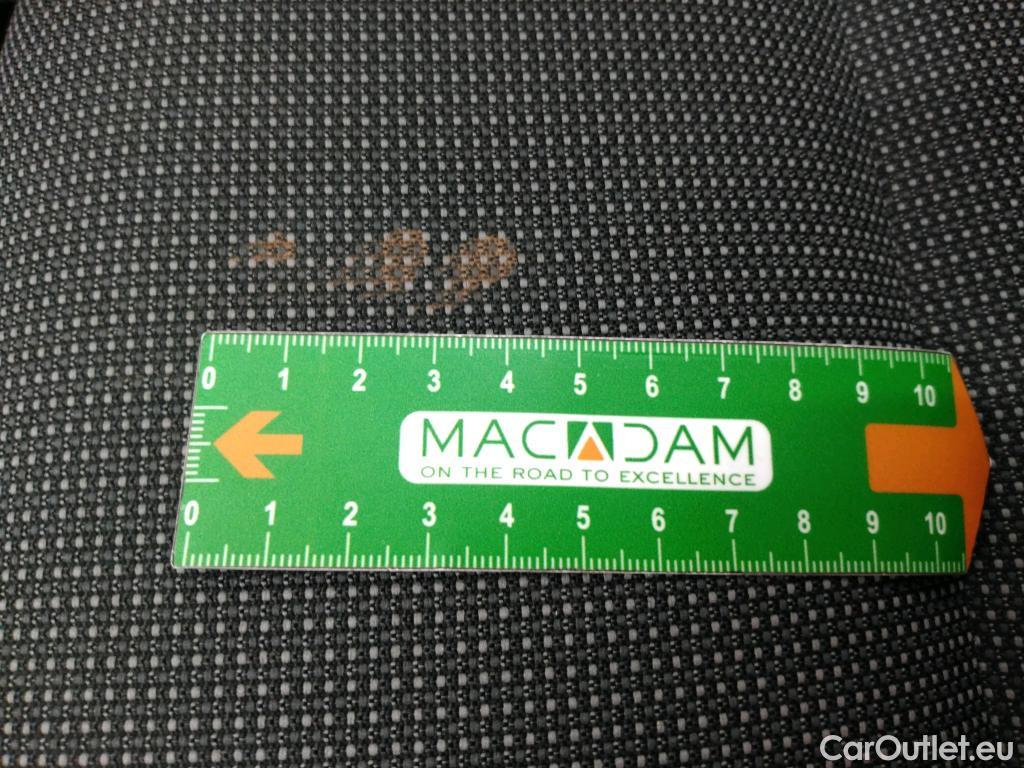 0 1 2 3 4 5 6 7 8 9 10
MACADAM
ON THE ROAD TO EXCELLENCE
0 1 2 3 4 5 6 7 8 9 10
CarOutlet.eu